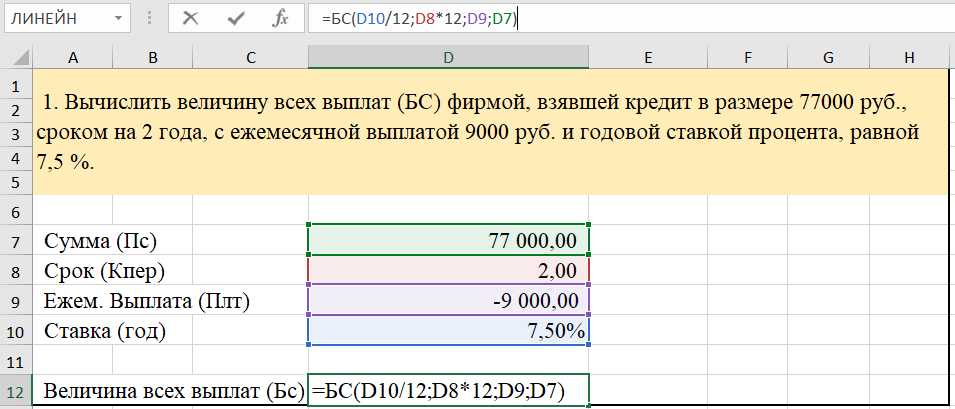 ЛИНЕЙН fx =БС(D10/12;D8*12;D9;D7)
A B C D E F G H
1
2
3
4
5
1. Вычислить величину всех выплат (БС) фирмой, взявшей кредит в размере 77000 руб.,
сроком на 2 года, с ежемесячной выплатой 9000 руб. и годовой ставкой процента, равной
7,5 %.
6
7 Сумма (Пс) 77 000,00
8 Срок (Кпер) 2,00
9 Ежем. Выплата (Плт) -9 000,00
10 Ставка (год) 7,50%
11
12 Величина всех выплат (Бс) =БС(D10/12;D8*12;D9;D7)